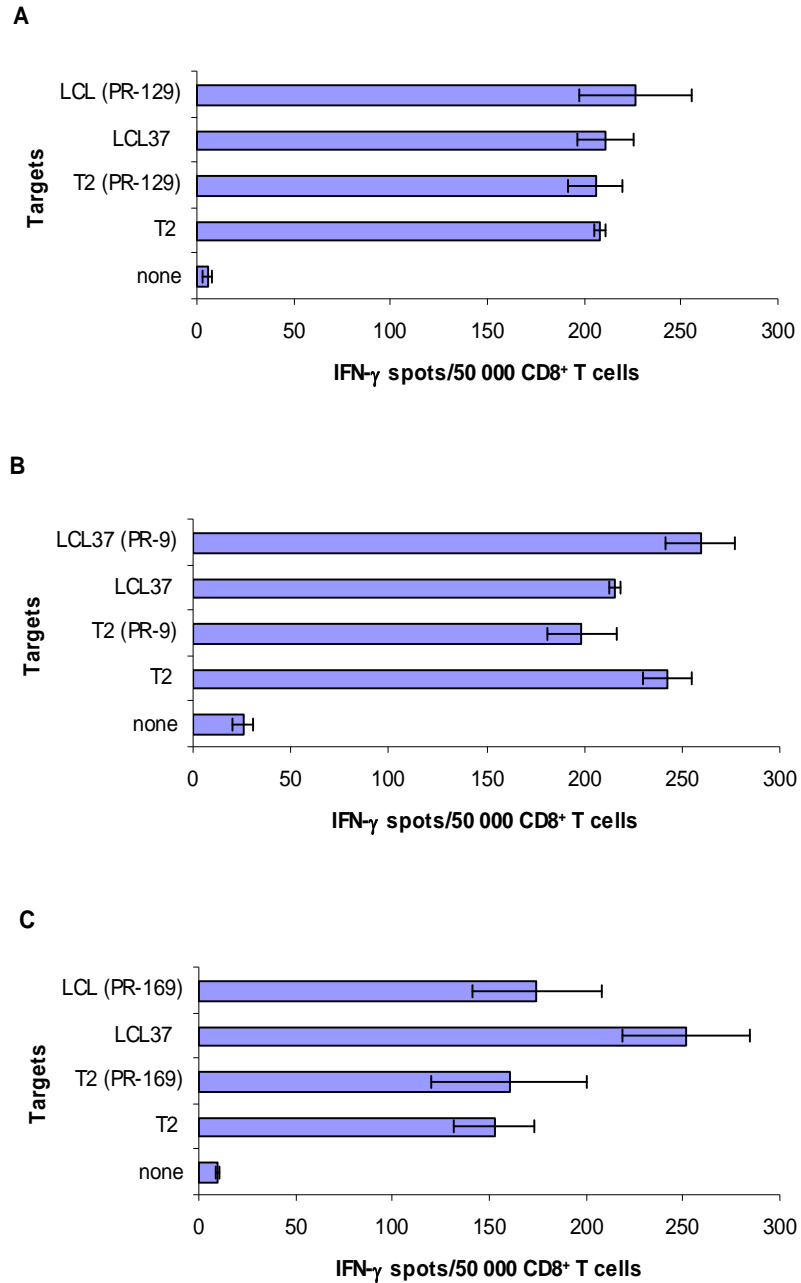 A
Targets
LCL (PR-129)
LCL37
T2 (PR-129)
T2
none
0 50 100 150 200 250 300
IFN-γ spots/50 000 CD8⁺ T cells
B
Targets
LCL37 (PR-9)
LCL37
T2 (PR-9)
T2
none
0 50 100 150 200 250 300
IFN-γ spots/50 000 CD8⁺ T cells
C
Targets
LCL (PR-169)
LCL37
T2 (PR-169)
T2
none
0 50 100 150 200 250 300
IFN-γ spots/50 000 CD8⁺ T cells